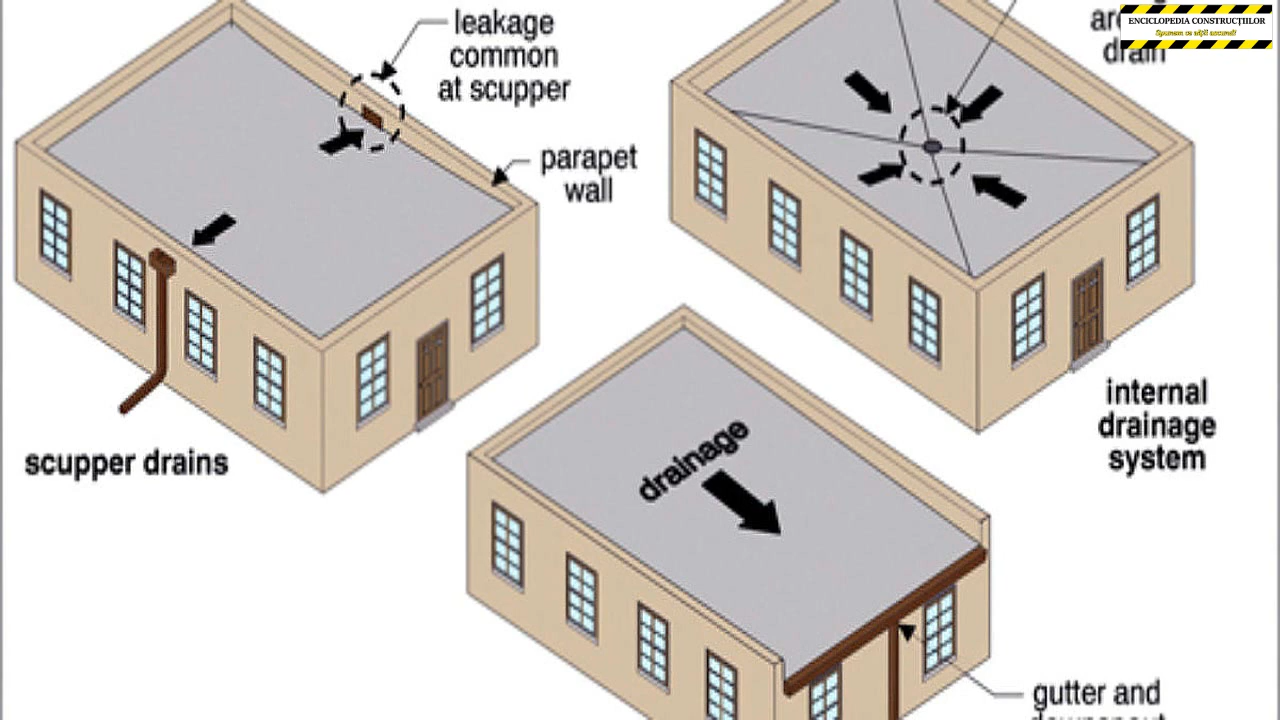 leakage
common
at scupper
parapet
wall
scupper drains
drain
ENCICLOPEDIA CONSTRUCȚIILOR
internal
drainage
system
drainage
gutter and